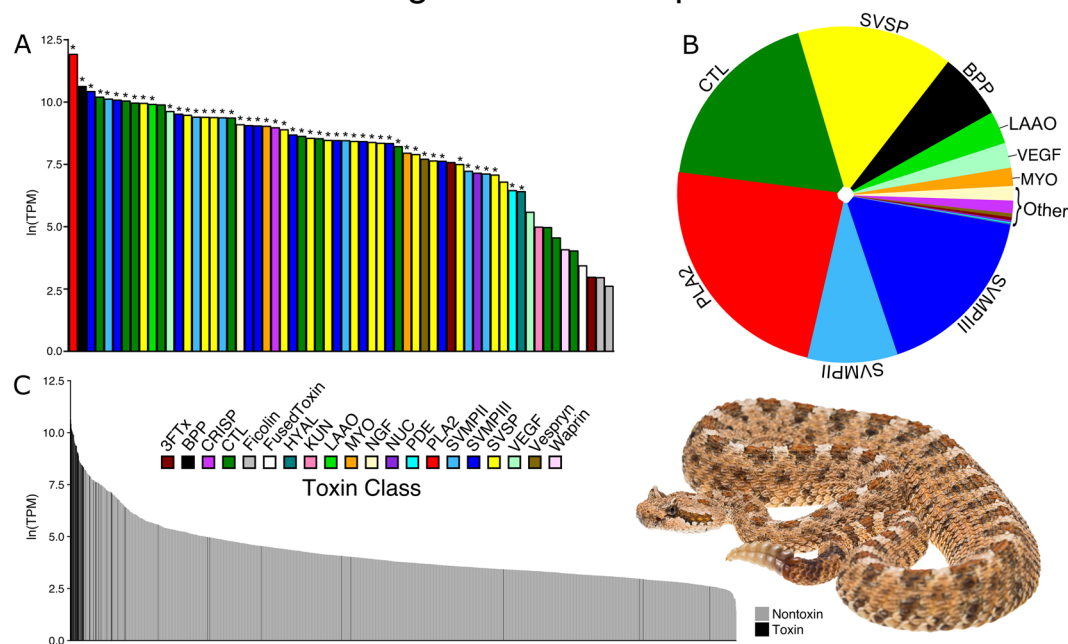 A
12.5
10.0
7.5
5.0
2.5
0.0
ln(TPM)
B
SVSP
BPP
LAAO
VEGF
MYO
Other
SVMPIII
SVMPII
PLA2
CTL
C
12.5
10.0
7.5
5.0
2.5
0.0
ln(TPM)
3FTx
BPP
CRISP
CTL
Ficolin
FusedToxin
HYAL
KUN
LAAO
MYO
NGF
NUC
PDE
PLA2
SVMPII
SVMPIII
SVSP
VEGF
Vespryn
Waprin
Toxin Class
Nontoxin
Toxin